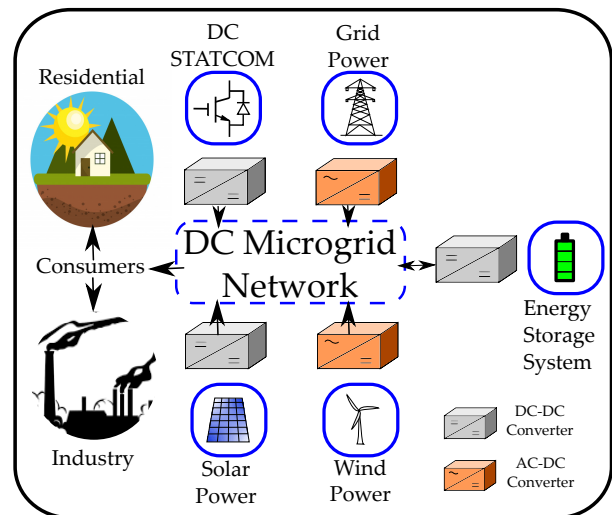 DC
STATCOM
Grid
Power
Residential
DC Microgrid
Network
Consumers
Energy
Storage
System
Industry
Solar
Power
Wind
Power
DC-DC
Converter
AC-DC
Converter